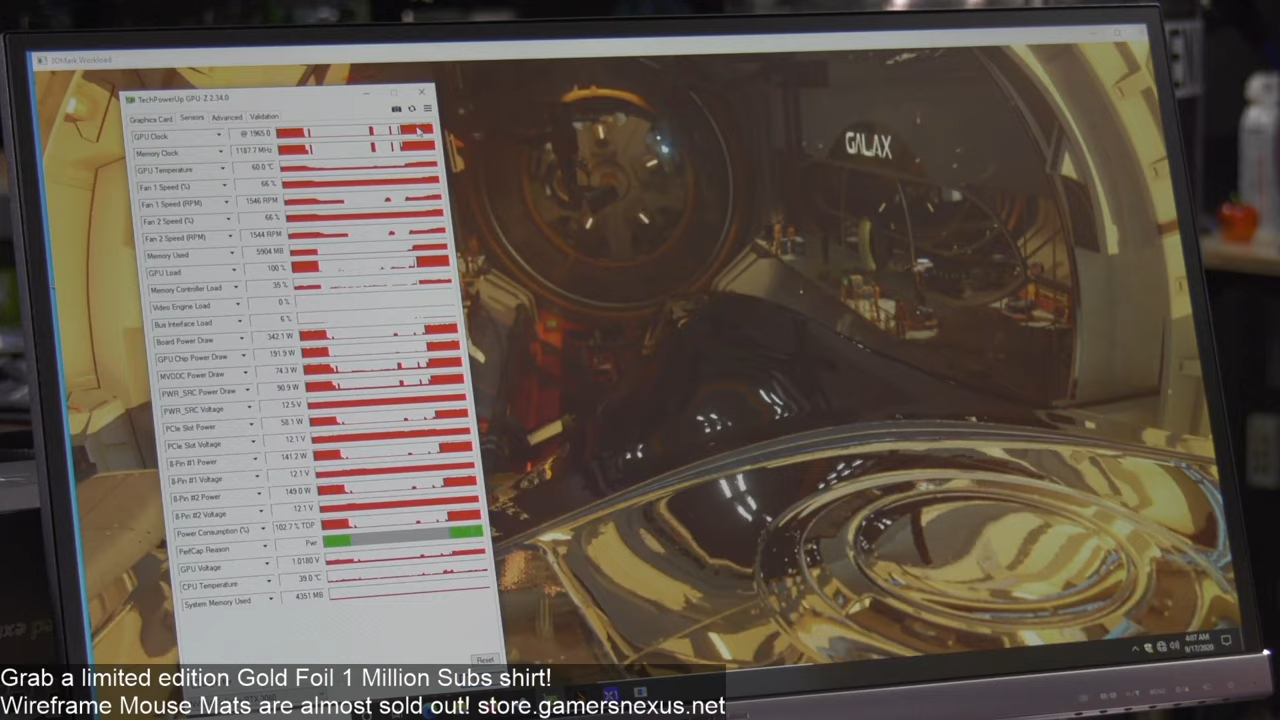 3DMark Workload
TechPowerUp GPU-Z 2.34.0
Graphics Card Sensors Advanced Validation
GPU Clock @ 1965.0
Memory Clock 1187.7 MHz
GPU Temperature 60.0 °C
Fan 1 Speed (%) 66 %
Fan 1 Speed (RPM) 1546 RPM
Fan 2 Speed (%) 66 %
Fan 2 Speed (RPM) 1544 RPM
Memory Used 5904 MB
GPU Load 100 %
Memory Controller Load 35 %
Video Engine Load 0 %
Bus Interface Load 6 %
Board Power Draw 342.1 W
GPU Chip Power Draw 191.9 W
MVDDC Power Draw 74.3 W
PWR_SRC Power Draw 90.9 W
PWR_SRC Voltage 12.5 V
PCIe Slot Power 58.1 W
PCIe Slot Voltage 12.1 V
8-Pin #1 Power 141.2 W
8-Pin #1 Voltage 12.1 V
8-Pin #2 Power 149.0 W
8-Pin #2 Voltage 12.1 V
Power Consumption (%) 102.7 % TDP
PerfCap Reason Pwr
GPU Voltage 1.0180 V
CPU Temperature 39.0 °C
System Memory Used 4351 MB
Reset
GALAX
4:07 AM
9/17/2020
Grab a limited edition Gold Foil 1 Million Subs shirt!
Wireframe Mouse Mats are almost sold out! store.gamersnexus.net